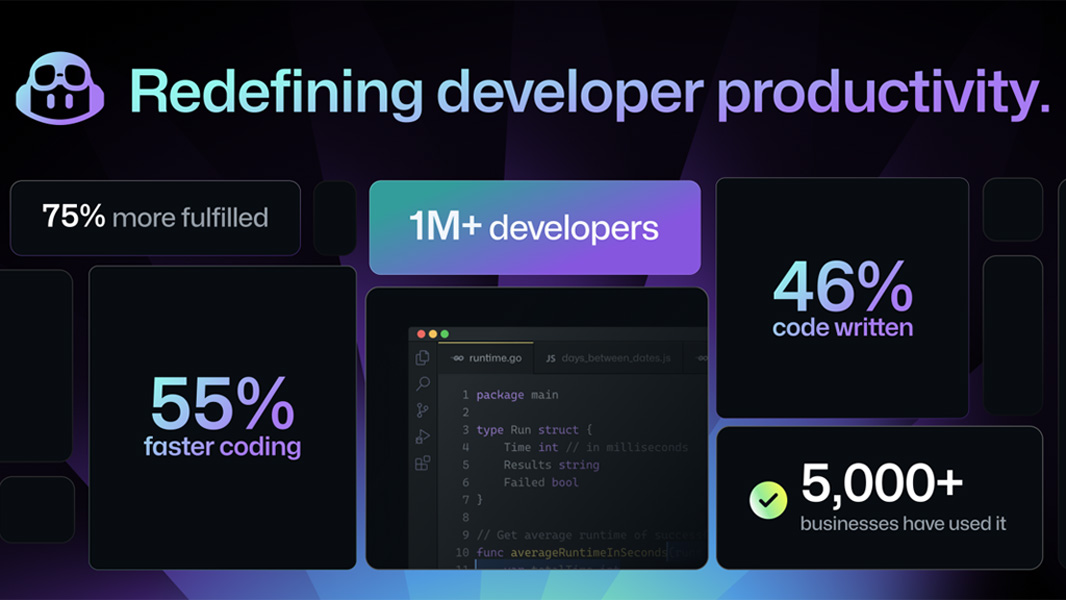 Redefining developer productivity.
75% more fulfilled
1M+ developers
46%
code written
55%
faster coding
runtime.go
JS days_between_dates.js
1 package main
2
3 type Run struct {
4 Time int // in milliseconds
5 Results string
6 Failed bool
7 }
8
9 // Get average runtime of
10 func averageRuntimeInSeconds
11
5,000+
businesses have used it